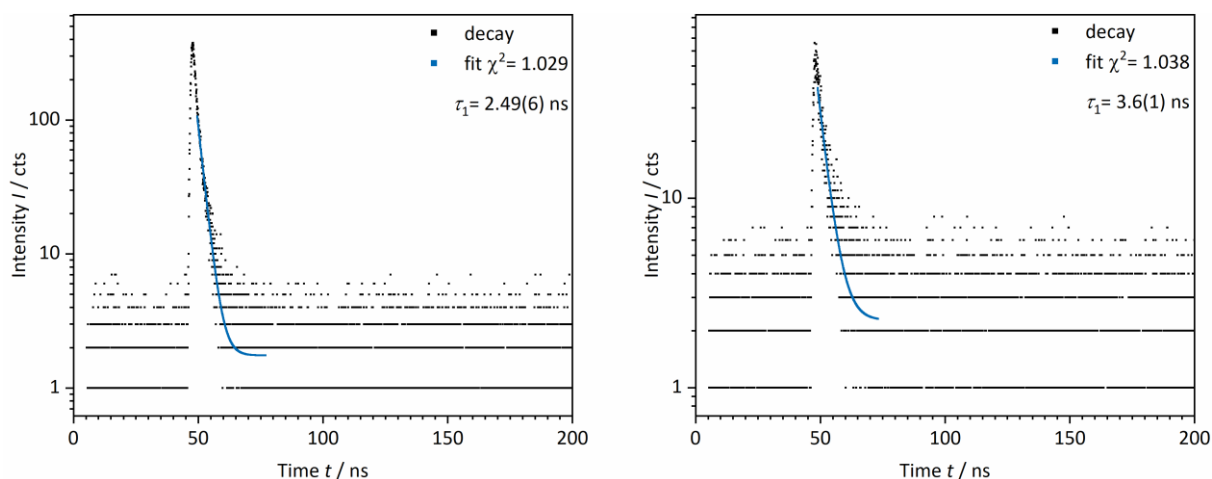 decay
fit χ²= 1.029
τ₁= 2.49(6) ns
100
10
1
Intensity I / cts
0 50 100 150 200
Time t / ns
decay
fit χ²= 1.038
τ₁= 3.6(1) ns
10
1
Intensity I / cts
0 50 100 150 200
Time t / ns